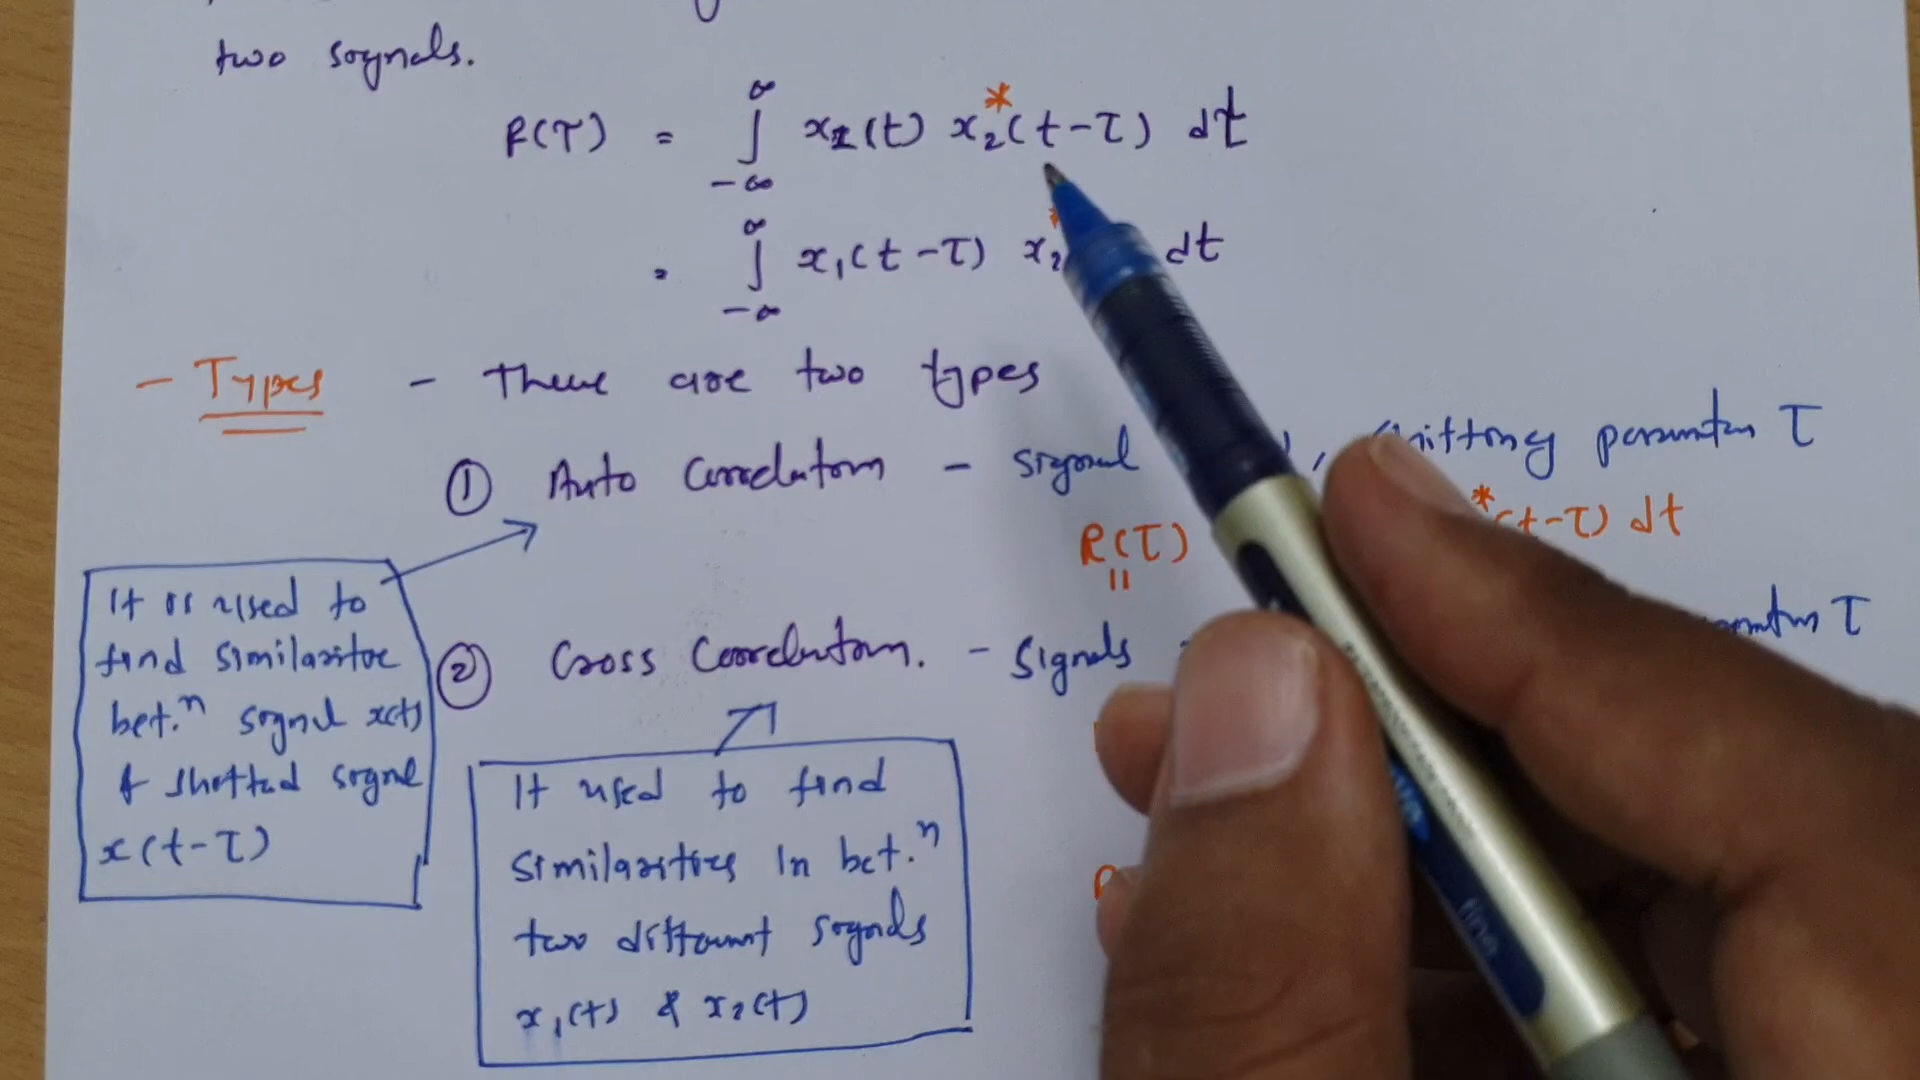 two signals.
R(τ) = ∫ x1(t) x2*(t-τ) dt
∞
-∞
= ∫ x1(t-τ) x2* dt
∞
-∞
- Types - There are two types
① Auto Correlation - signal , shifting parameter τ
R(τ) *(t-τ) dt
=
② Cross Correlation. - Signals τ
It is used to
find similarities
bet.n signal x(t)
& shifted signal
x(t-τ)
It used to find
similarities in bet.n
two different signals
x1(t) & x2(t)
fine